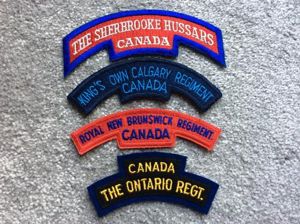 THE SHERBROOKE HUSSARS
CANADA
KING'S OWN CALGARY REGIMENT
CANADA
ROYAL NEW BRUNSWICK REGIMENT
CANADA
CANADA
THE ONTARIO REGT.